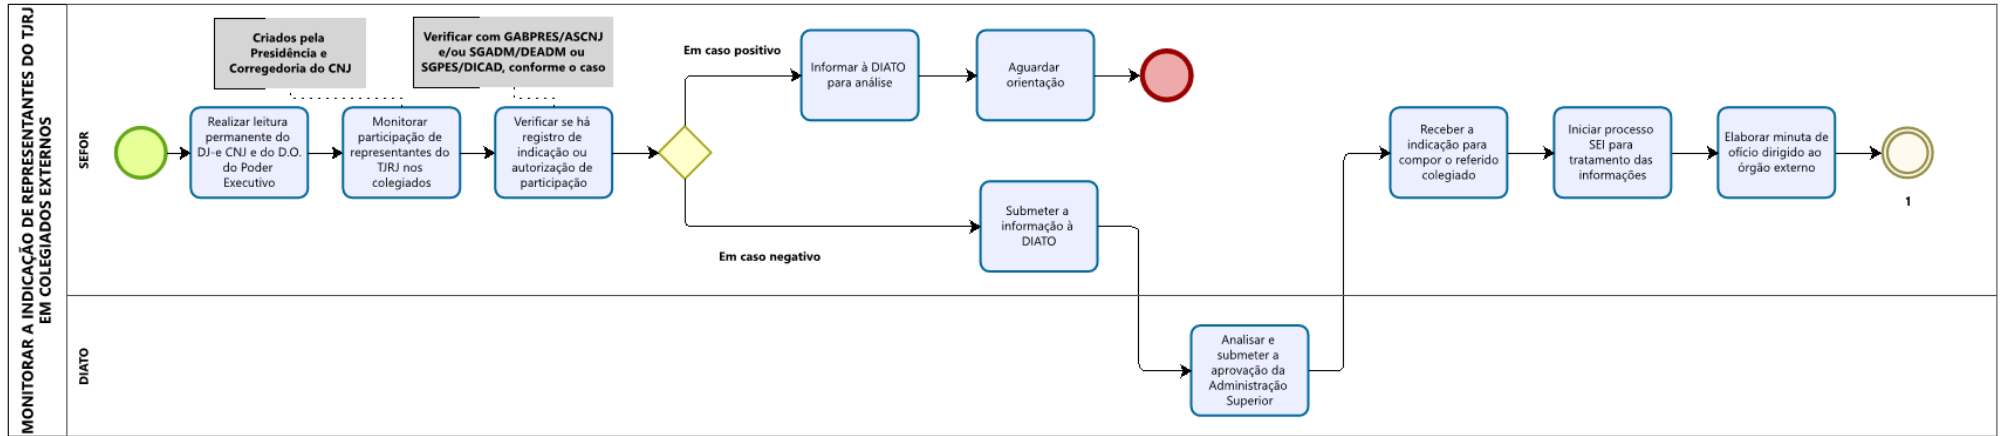 MONITORAR A INDICAÇÃO DE REPRESENTANTES DO TJRJ
EM COLEGIADOS EXTERNOS
SEFOR
Criados pela
Presidência e
Corregedoria do CNJ
Verificar com GABPRES/ASCNJ
e/ou SGADM/DEADM ou
SGPES/DICAD, conforme o caso
Realizar leitura
permanente do
DJ-e CNJ e do D.O.
do Poder
Executivo
Monitorar
participação de
representantes do
TJRJ nos
colegiados
Verificar se há
registro de
indicação ou
autorização de
participação
Em caso positivo
Informar à DIATO
para análise
Aguardar
orientação
Em caso negativo
Submeter a
informação à
DIATO
Receber a
indicação para
compor o referido
colegiado
Iniciar processo
SEI para
tratamento das
informações
Elaborar minuta de
ofício dirigido ao
órgão externo
1
DIATO
Analisar e
submeter a
aprovação da
Administração
Superior